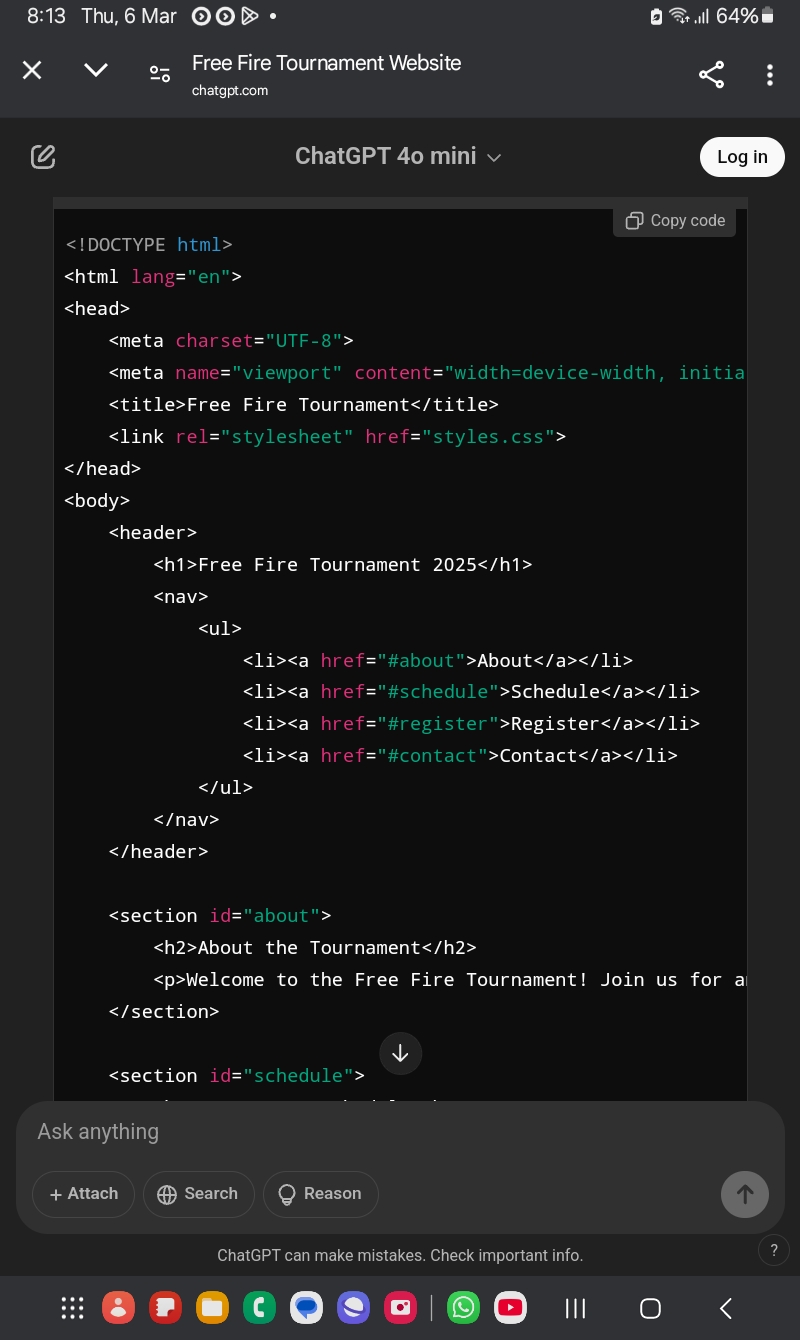 8:13 Thu, 6 Mar 64%
Free Fire Tournament Website
chatgpt.com
ChatGPT 4o mini
Log in
Copy code
<!DOCTYPE html>
<html lang="en">
<head>
    <meta charset="UTF-8">
    <meta name="viewport" content="width=device-width, initia
    <title>Free Fire Tournament</title>
    <link rel="stylesheet" href="styles.css">
</head>
<body>
    <header>
        <h1>Free Fire Tournament 2025</h1>
        <nav>
            <ul>
                <li><a href="#about">About</a></li>
                <li><a href="#schedule">Schedule</a></li>
                <li><a href="#register">Register</a></li>
                <li><a href="#contact">Contact</a></li>
            </ul>
        </nav>
    </header>
    <section id="about">
        <h2>About the Tournament</h2>
        <p>Welcome to the Free Fire Tournament! Join us for a
    </section>
    <section id="schedule">
Ask anything
+ Attach Search Reason
ChatGPT can make mistakes. Check important info.
?